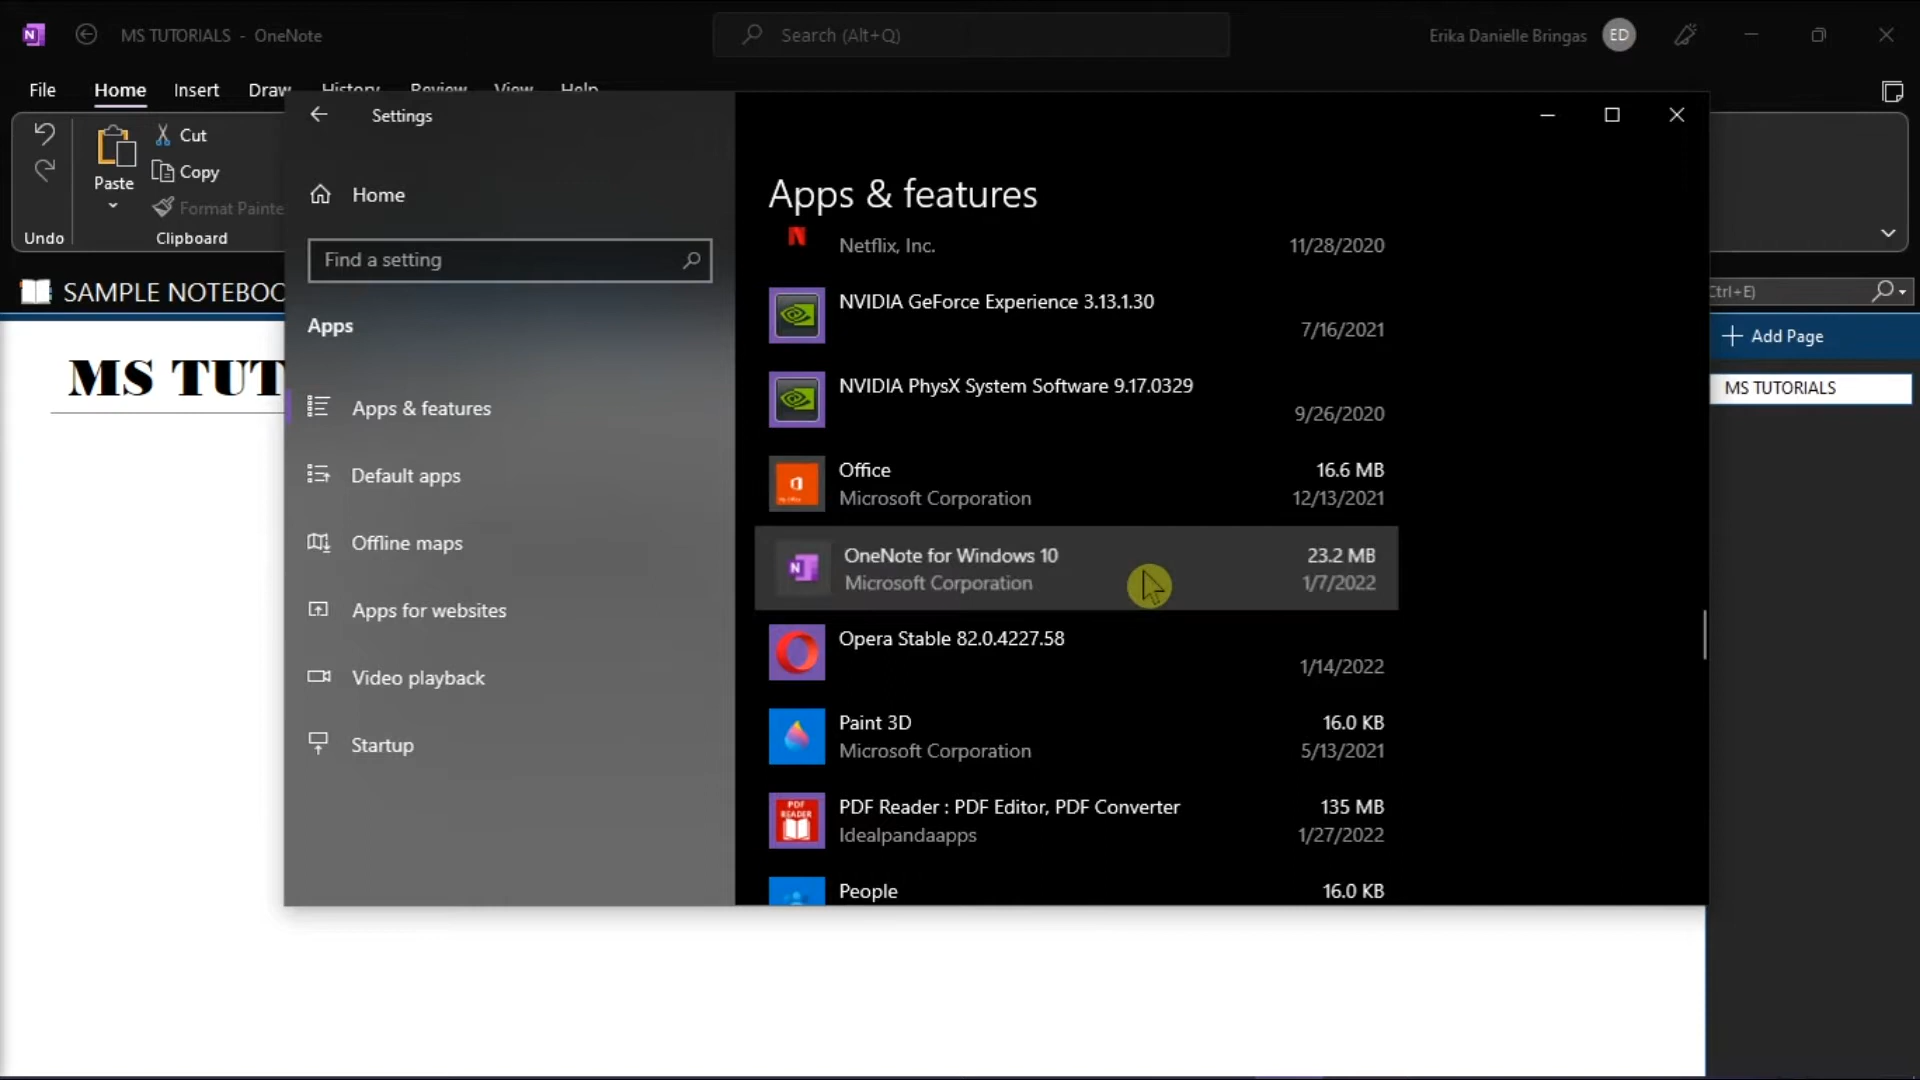 MS TUTORIALS - OneNote
Search (Alt+Q)
Erika Danielle Bringas
ED
File
Home
Insert
Draw
History
Review
View
Help
Paste
Cut
Copy
Format Painte
Undo
Clipboard
SAMPLE NOTEBOO
MS TUT
Ctrl+E)
Add Page
MS TUTORIALS
Settings
Home
Find a setting
Apps
Apps & features
Default apps
Offline maps
Apps for websites
Video playback
Startup
Apps & features
Netflix, Inc.
11/28/2020
NVIDIA GeForce Experience 3.13.1.30
7/16/2021
NVIDIA PhysX System Software 9.17.0329
9/26/2020
Office
16.6 MB
Microsoft Corporation
12/13/2021
OneNote for Windows 10
23.2 MB
Microsoft Corporation
1/7/2022
Opera Stable 82.0.4227.58
1/14/2022
Paint 3D
16.0 KB
Microsoft Corporation
5/13/2021
PDF READER
PDF Reader : PDF Editor, PDF Converter
135 MB
Idealpandaapps
1/27/2022
People
16.0 KB